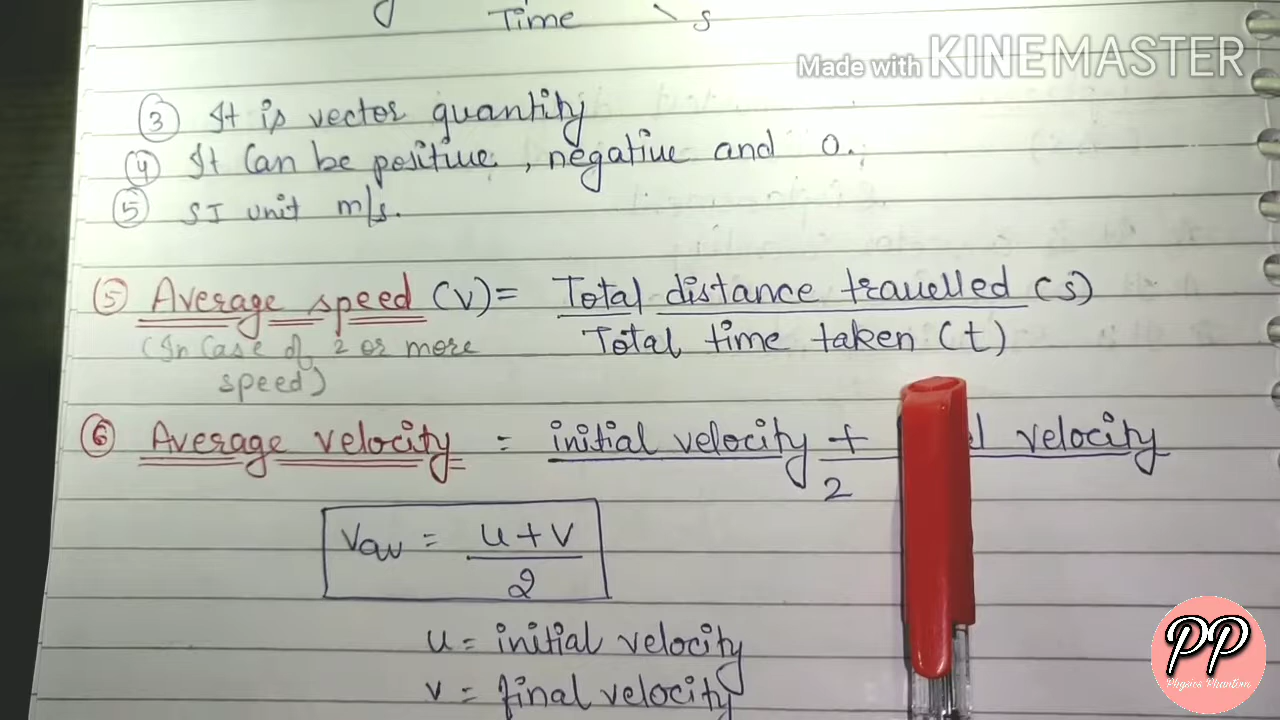 Time s
Made with KINEMASTER
③ It is vector quantity
④ It can be positive, negative and 0.
⑤ SI unit m/s.
⑤ Average speed (v) = Total distance travelled (s)
(In case of 2 or more Total time taken (t)
speed)
⑥ Average velocity = initial velocity + velocity
2
Vav = u+v
2
u = initial velocity
v = final velocity
PP
Physics Phantom